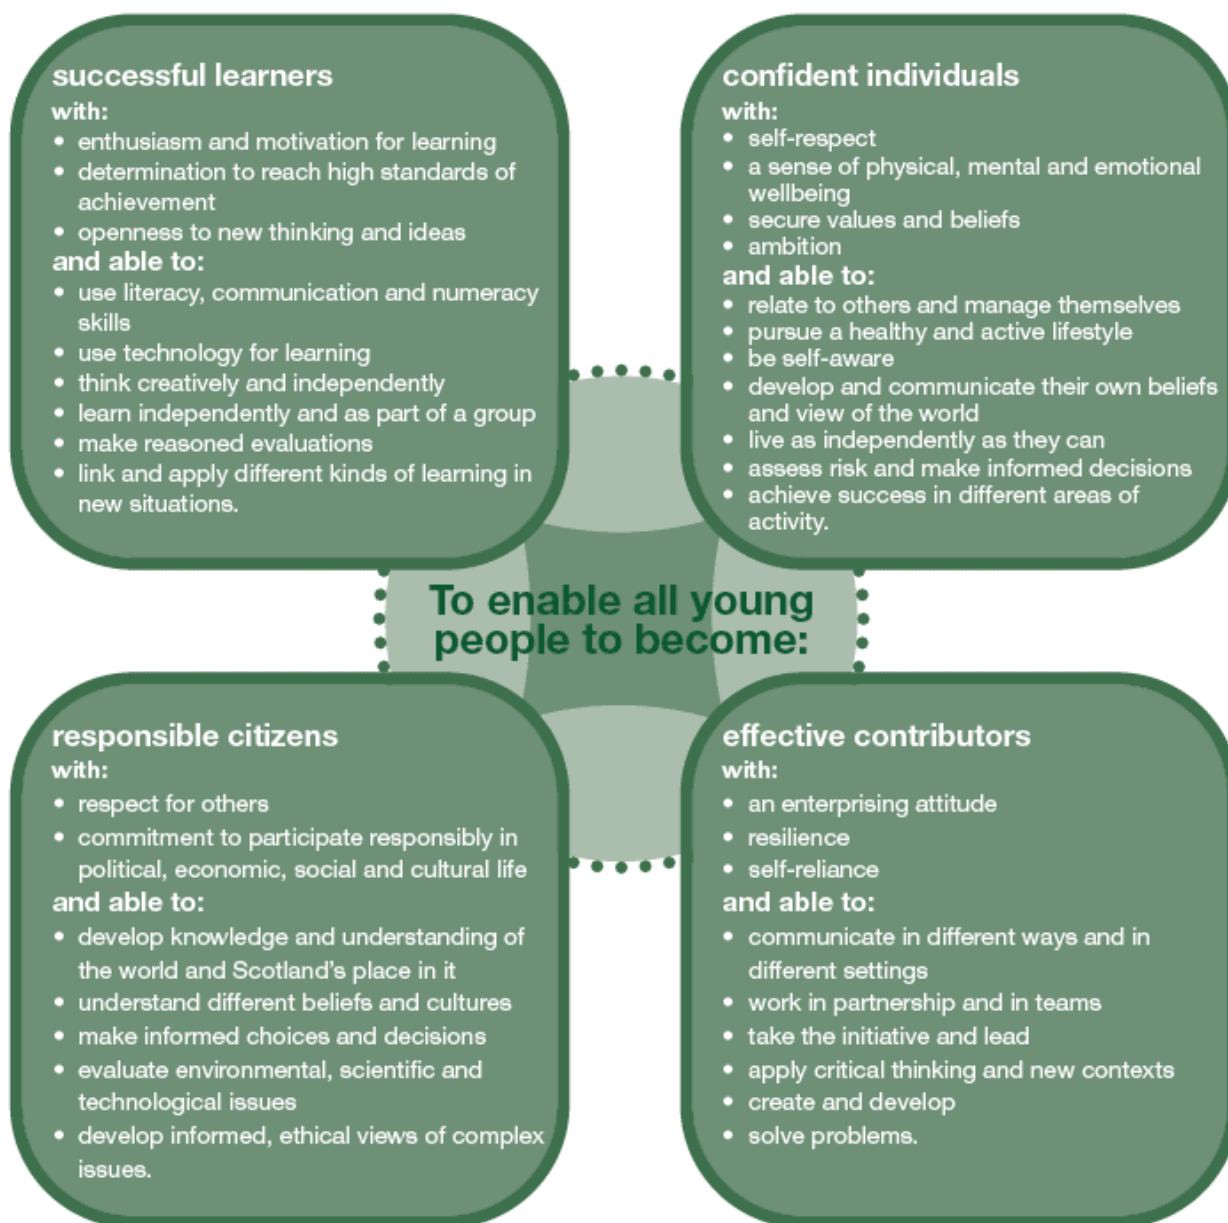 successful learners
with:
• enthusiasm and motivation for learning
• determination to reach high standards of
achievement
• openness to new thinking and ideas
and able to:
• use literacy, communication and numeracy
skills
• use technology for learning
• think creatively and independently
• learn independently and as part of a group
• make reasoned evaluations
• link and apply different kinds of learning in
new situations.
confident individuals
with:
• self-respect
• a sense of physical, mental and emotional
wellbeing
• secure values and beliefs
• ambition
and able to:
• relate to others and manage themselves
• pursue a healthy and active lifestyle
• be self-aware
• develop and communicate their own beliefs
and view of the world
• live as independently as they can
• assess risk and make informed decisions
• achieve success in different areas of
activity.
To enable all young
people to become:
responsible citizens
with:
• respect for others
• commitment to participate responsibly in
political, economic, social and cultural life
and able to:
• develop knowledge and understanding of
the world and Scotland's place in it
• understand different beliefs and cultures
• make informed choices and decisions
• evaluate environmental, scientific and
technological issues
• develop informed, ethical views of complex
issues.
effective contributors
with:
• an enterprising attitude
• resilience
• self-reliance
and able to:
• communicate in different ways and in
different settings
• work in partnership and in teams
• take the initiative and lead
• apply critical thinking and new contexts
• create and develop
• solve problems.